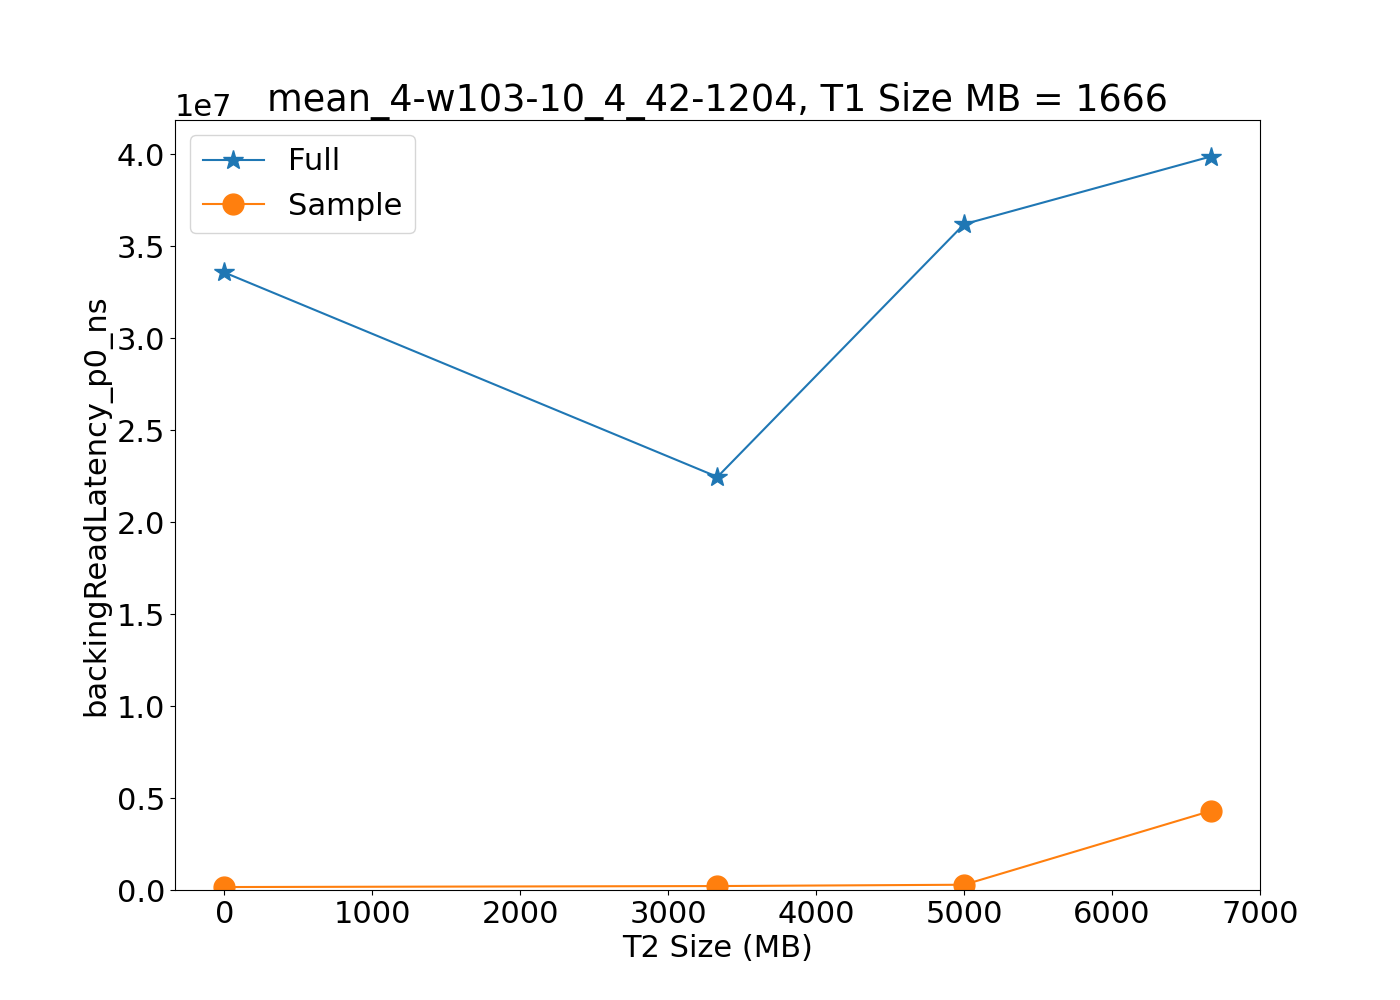 1e7
mean_4-w103-10_4_42-1204, T1 Size MB = 1666
Full
Sample
4.0
3.5
3.0
2.5
2.0
1.5
1.0
0.5
0.0
backingReadLatency_p0_ns
0 1000 2000 3000 4000 5000 6000 7000
T2 Size (MB)